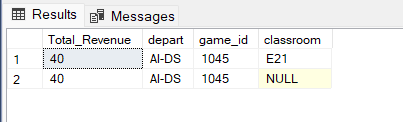 Results Messages
Total_Revenue depart game_id classroom
1 40 AI-DS 1045 E21
2 40 AI-DS 1045 NULL